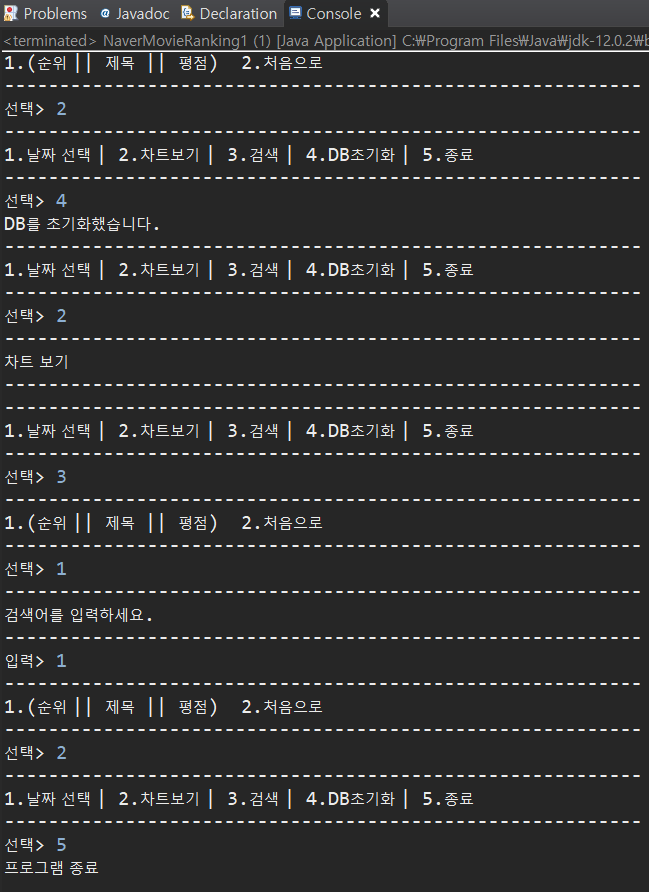 Problems @ Javadoc Declaration Console
<terminated> NaverMovieRanking1 (1) [Java Application] C:₩Program Files₩Java₩jdk-12.0.2₩b
1.(순위 || 제목 || 평점)  2.처음으로
----------------------------------------------------------
선택> 2
----------------------------------------------------------
1.날짜 선택 | 2.차트보기 | 3.검색 | 4.DB초기화 | 5.종료
----------------------------------------------------------
선택> 4
DB를 초기화했습니다.
----------------------------------------------------------
1.날짜 선택 | 2.차트보기 | 3.검색 | 4.DB초기화 | 5.종료
----------------------------------------------------------
선택> 2
----------------------------------------------------------
차트 보기
----------------------------------------------------------
----------------------------------------------------------
1.날짜 선택 | 2.차트보기 | 3.검색 | 4.DB초기화 | 5.종료
----------------------------------------------------------
선택> 3
----------------------------------------------------------
1.(순위 || 제목 || 평점)  2.처음으로
----------------------------------------------------------
선택> 1
----------------------------------------------------------
검색어를 입력하세요.
----------------------------------------------------------
입력> 1
----------------------------------------------------------
1.(순위 || 제목 || 평점)  2.처음으로
----------------------------------------------------------
선택> 2
----------------------------------------------------------
1.날짜 선택 | 2.차트보기 | 3.검색 | 4.DB초기화 | 5.종료
----------------------------------------------------------
선택> 5
프로그램 종료